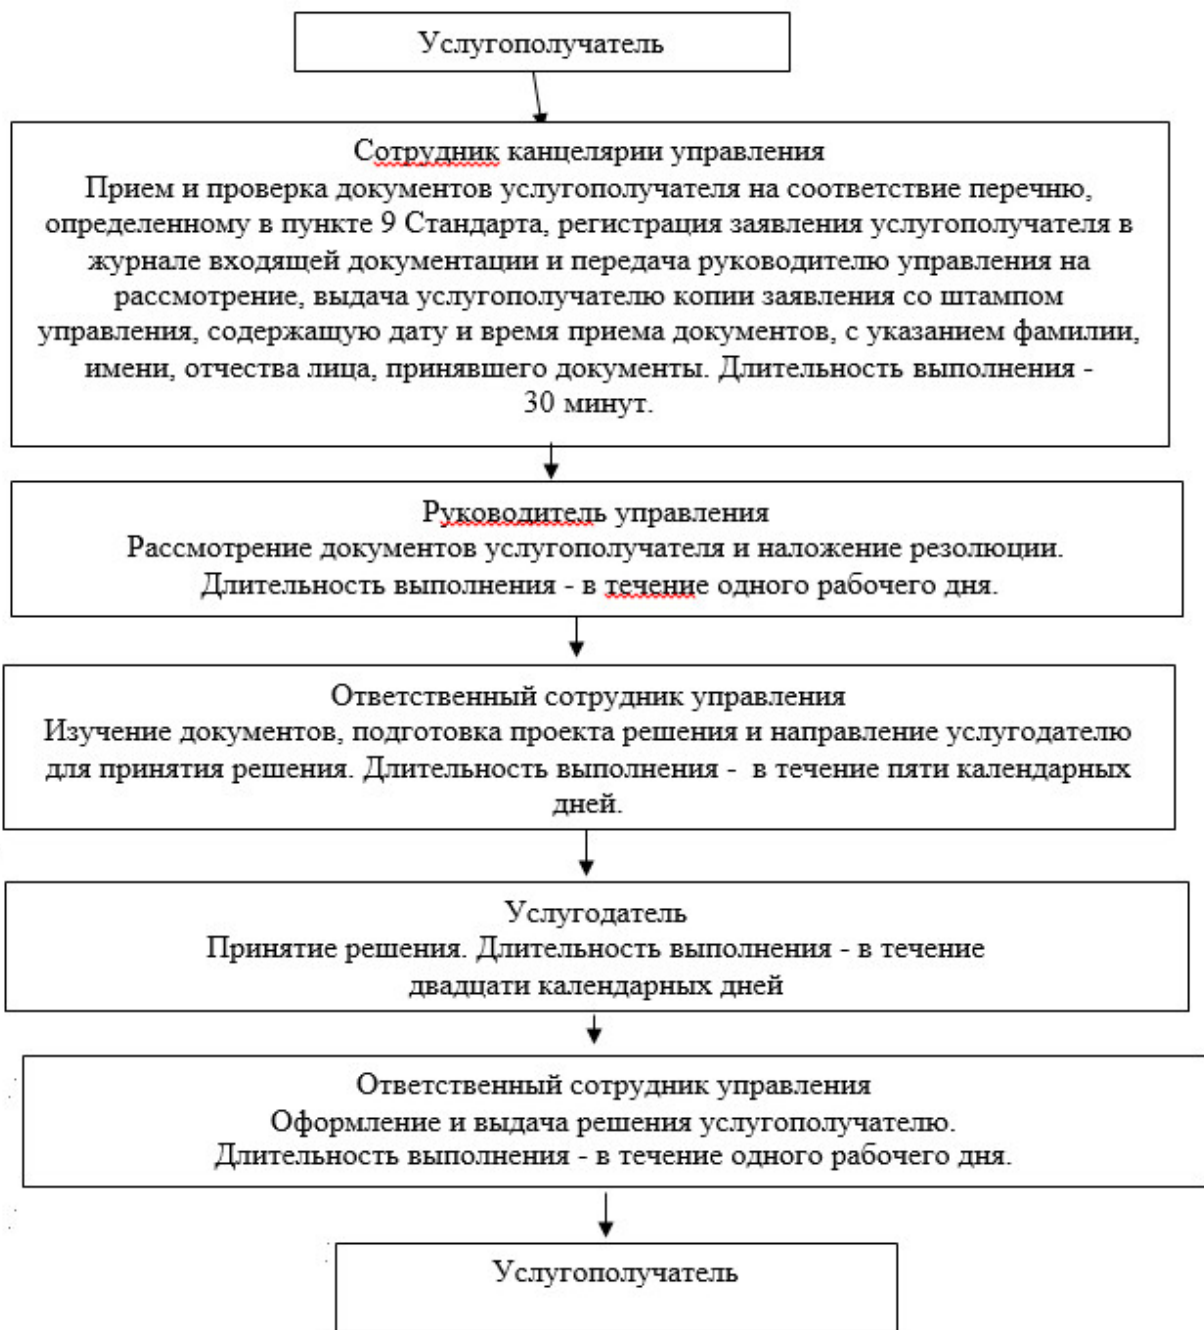 Услугополучатель
Сотрудник канцелярии управления
Прием и проверка документов услугополучателя на соответствие перечню,
определенному в пункте 9 Стандарта, регистрация заявления услугополучателя в
журнале входящей документации и передача руководителю управления на
рассмотрение, выдача услугополучателю копии заявления со штампом
управления, содержащую дату и время приема документов, с указанием фамилии,
имени, отчества лица, принявшего документы. Длительность выполнения -
30 минут.
Руководитель управления
Рассмотрение документов услугополучателя и наложение резолюции.
Длительность выполнения - в течение одного рабочего дня.
Ответственный сотрудник управления
Изучение документов, подготовка проекта решения и направление услугодателю
для принятия решения. Длительность выполнения -  в течение пяти календарных
дней.
Услугодатель
Принятие решения. Длительность выполнения - в течение
двадцати календарных дней
Ответственный сотрудник управления
Оформление и выдача решения услугополучателю.
Длительность выполнения - в течение одного рабочего дня.
Услугополучатель